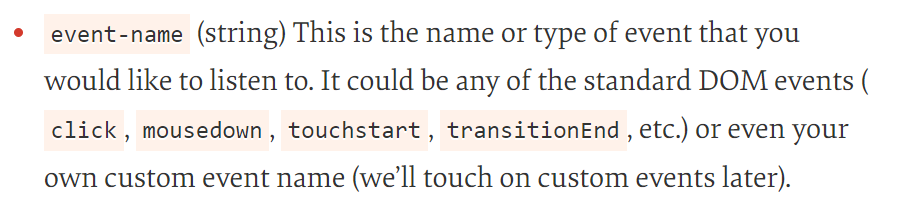 event-name (string) This is the name or type of event that you
would like to listen to. It could be any of the standard DOM events (
click, mousedown, touchstart, transitionEnd, etc.) or even your
own custom event name (we’ll touch on custom events later).